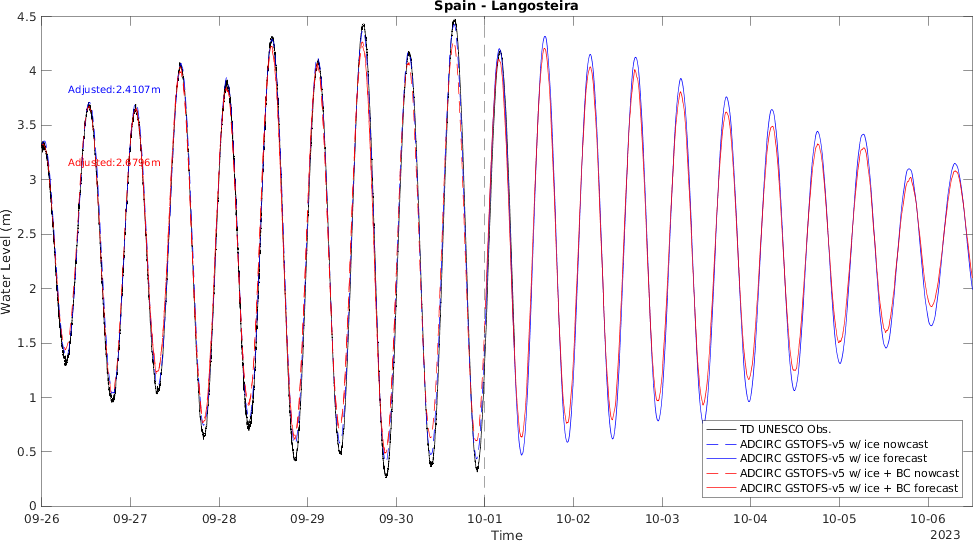 Spain - Langosteira
4.5
4
3.5
3
2.5
2
1.5
1
0.5
0
Water Level (m)
Adjusted:2.4107m
Adjusted:2.6796m
TD UNESCO Obs.
ADCIRC GSTOFS-v5 w/ ice nowcast
ADCIRC GSTOFS-v5 w/ ice forecast
ADCIRC GSTOFS-v5 w/ ice + BC nowcast
ADCIRC GSTOFS-v5 w/ ice + BC forecast
09-26 09-27 09-28 09-29 09-30 10-01 10-02 10-03 10-04 10-05 10-06
Time
2023